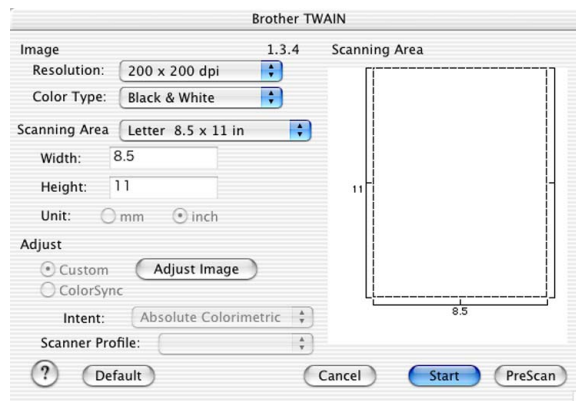 Brother TWAIN
Image 1.3.4
Resolution: 200 x 200 dpi
Color Type: Black & White
Scanning Area Letter 8.5 x 11 in
Width: 8.5
Height: 11
Unit: mm inch
Adjust
Custom Adjust Image
ColorSync
Intent: Absolute Colorimetric
Scanner Profile:
? Default Cancel Start PreScan
Scanning Area
11
8.5